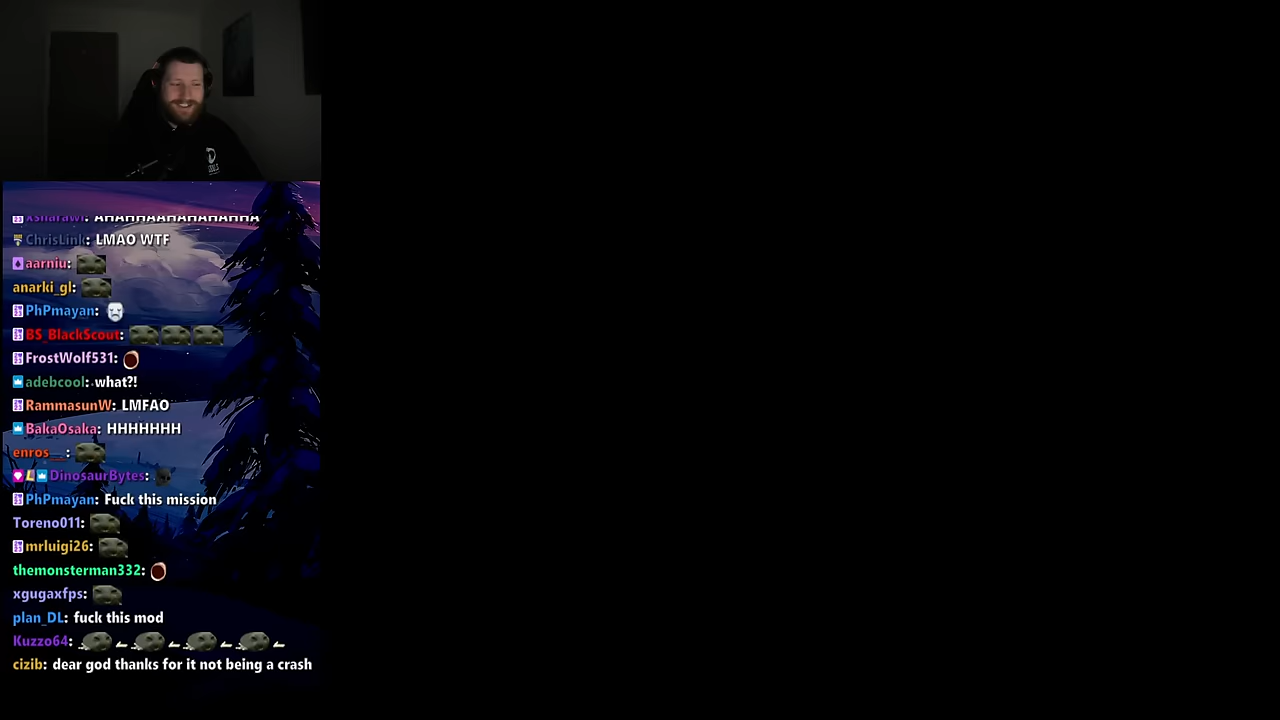 xsharawi: AHAHHAAHAHAHAHHA
ChrisLink: LMAO WTF
aarniu:
anarki_gl:
PhPmayan:
BS_BlackScout:
FrostWolf531:
adebcool: what?!
RammasunW: LMFAO
BakaOsaka: HHHHHHH
enros__:
DinosaurBytes:
PhPmayan: Fuck this mission
Toreno011:
mrluigi26:
themonsterman332:
xgugaxfps:
plan_DL: fuck this mod
Kuzzo64:
cizib: dear god thanks for it not being a crash